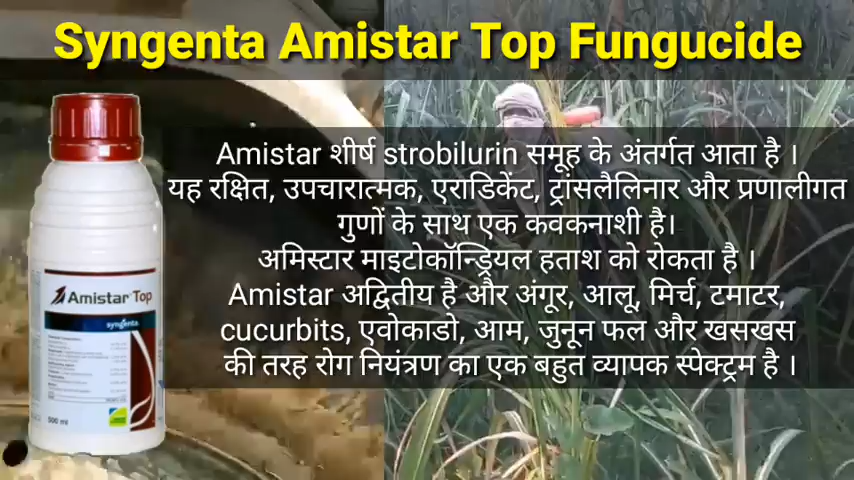 Syngenta Amistar Top Fungucide
Amistar शीर्ष strobilurin समूह के अंतर्गत आता है ।
यह रक्षित, उपचारात्मक, एराडिकेंट, ट्रांसलैलिनार और प्रणालीगत
गुणों के साथ एक कवकनाशी है।
अमिस्टार माइटोकॉन्ड्रियल हताश को रोकता है ।
Amistar अद्वितीय है और अंगूर, आलू, मिर्च, टमाटर,
cucurbits, एवोकाडो, आम, जुनून फल और खसखस
की तरह रोग नियंत्रण का एक बहुत व्यापक स्पेक्ट्रम है ।
Amistar Top
syngenta
500 ml